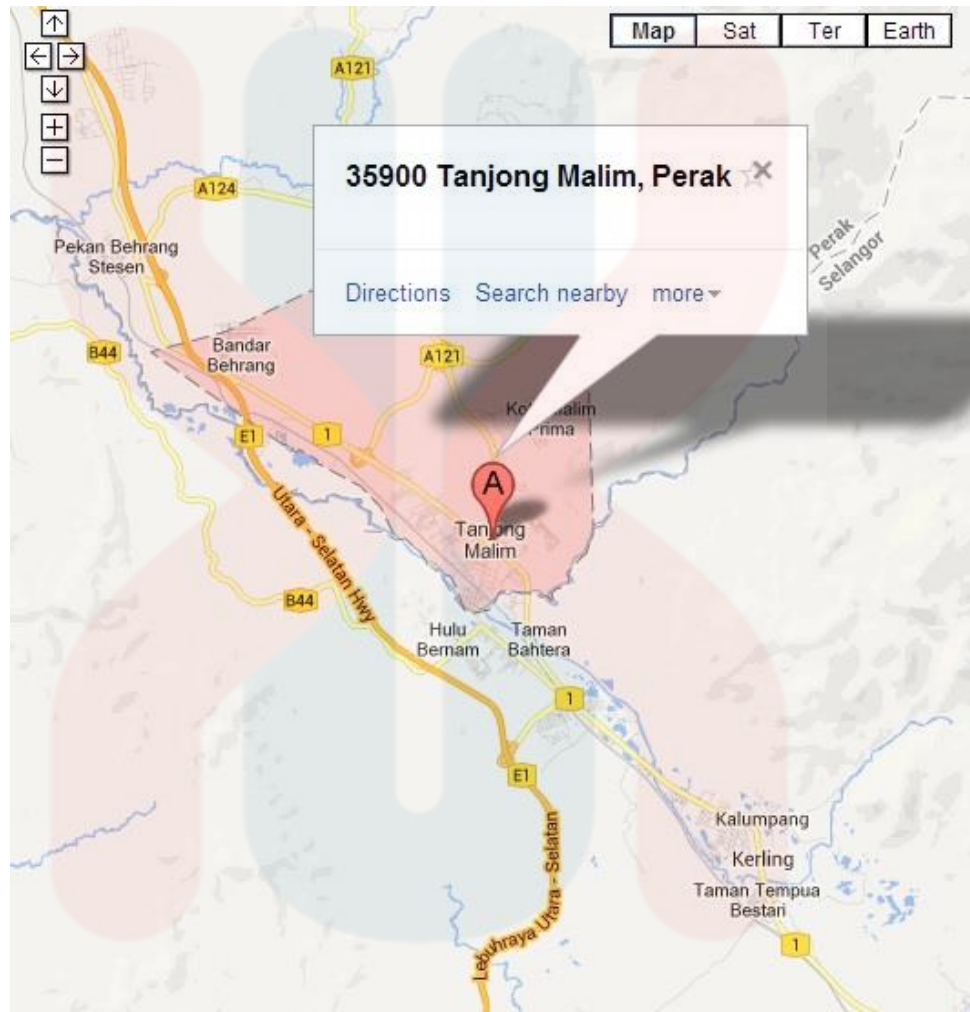 Map Sat Ter Earth
A121
35900 Tanjong Malim, Perak
A124
Pekan Behrang
Stesen
Perak
Selangor
Directions Search nearby more
B44
Bandar
Behrang
A121
Kota Malim
Prima
E1
1
A
Tanjong
Malim
Utara - Selatan Hwy
B44
Hulu
Bernam
Taman
Bahtera
1
E1
Kalumpang
Kerling
Taman Tempua
Bestari
Lebuhraya Utara - Selatan
1